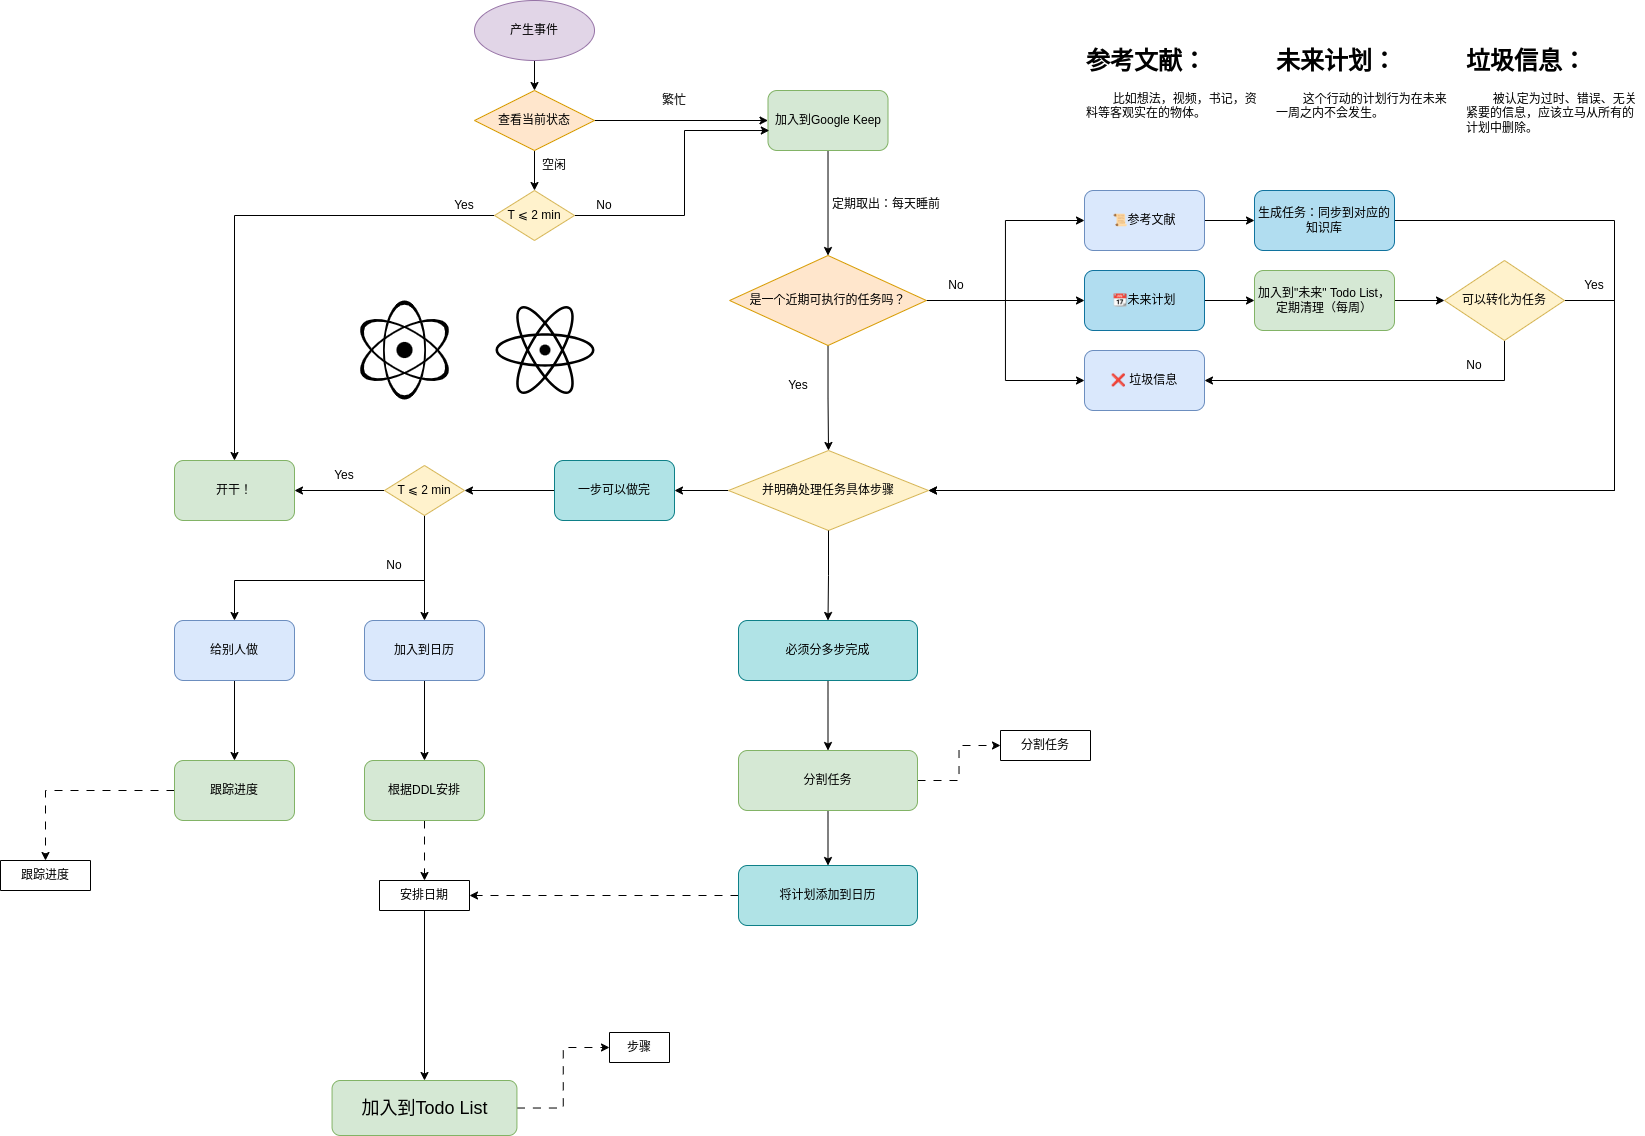 产生事件
参考文献：
未来计划：
垃圾信息：
比如想法，视频，书记，资
料等客观实在的物体。
这个行动的计划行为在未来
一周之内不会发生。
被认定为过时、错误、无关
紧要的信息，应该立马从所有的
计划中删除。
查看当前状态
繁忙
加入到Google Keep
空闲
Yes
T ⩽ 2 min
No
定期取出：每天睡前
📜参考文献
生成任务：同步到对应的
知识库
是一个近期可执行的任务吗？
No
📆未来计划
加入到"未来" Todo List，
定期清理（每周）
可以转化为任务
Yes
No
❌ 垃圾信息
Yes
开干！
Yes
T ⩽ 2 min
一步可以做完
并明确处理任务具体步骤
No
给别人做
加入到日历
必须分多步完成
分割任务
跟踪进度
根据DDL安排
分割任务
跟踪进度
安排日期
将计划添加到日历
步骤
加入到Todo List